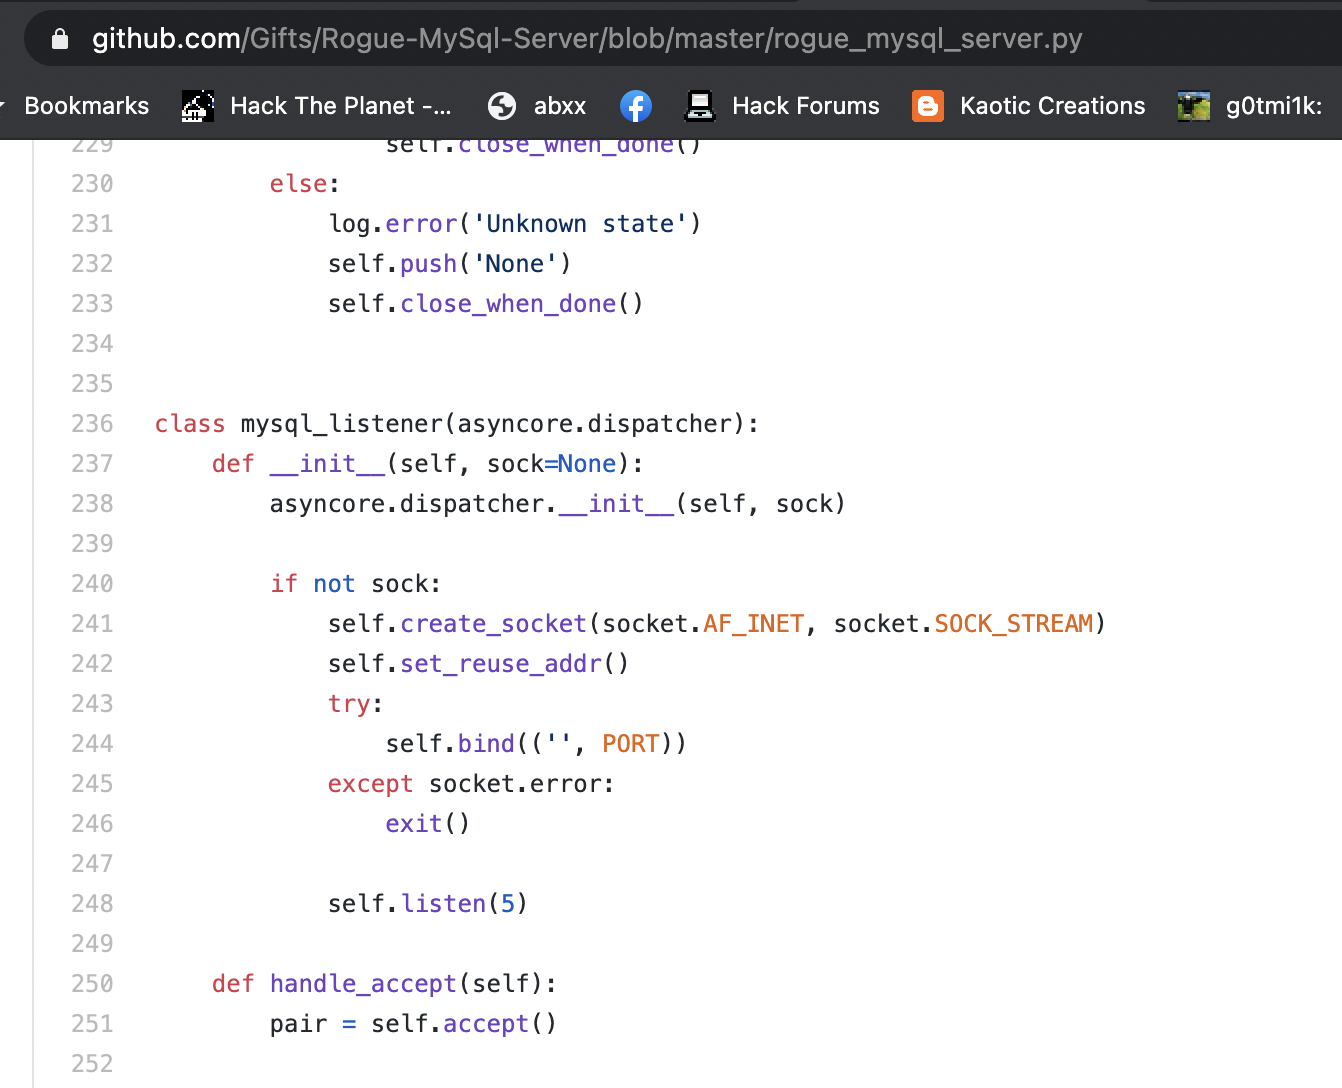 github.com/Gifts/Rogue-MySql-Server/blob/master/rogue_mysql_server.py
Bookmarks Hack The Planet -... abxx Hack Forums Kaotic Creations g0tmi1k:
229 self.close_when_done()
230 else:
231 log.error('Unknown state')
232 self.push('None')
233 self.close_when_done()
234
235
236 class mysql_listener(asyncore.dispatcher):
237 def __init__(self, sock=None):
238 asyncore.dispatcher.__init__(self, sock)
239
240 if not sock:
241 self.create_socket(socket.AF_INET, socket.SOCK_STREAM)
242 self.set_reuse_addr()
243 try:
244 self.bind(('', PORT))
245 except socket.error:
246 exit()
247
248 self.listen(5)
249
250 def handle_accept(self):
251 pair = self.accept()
252